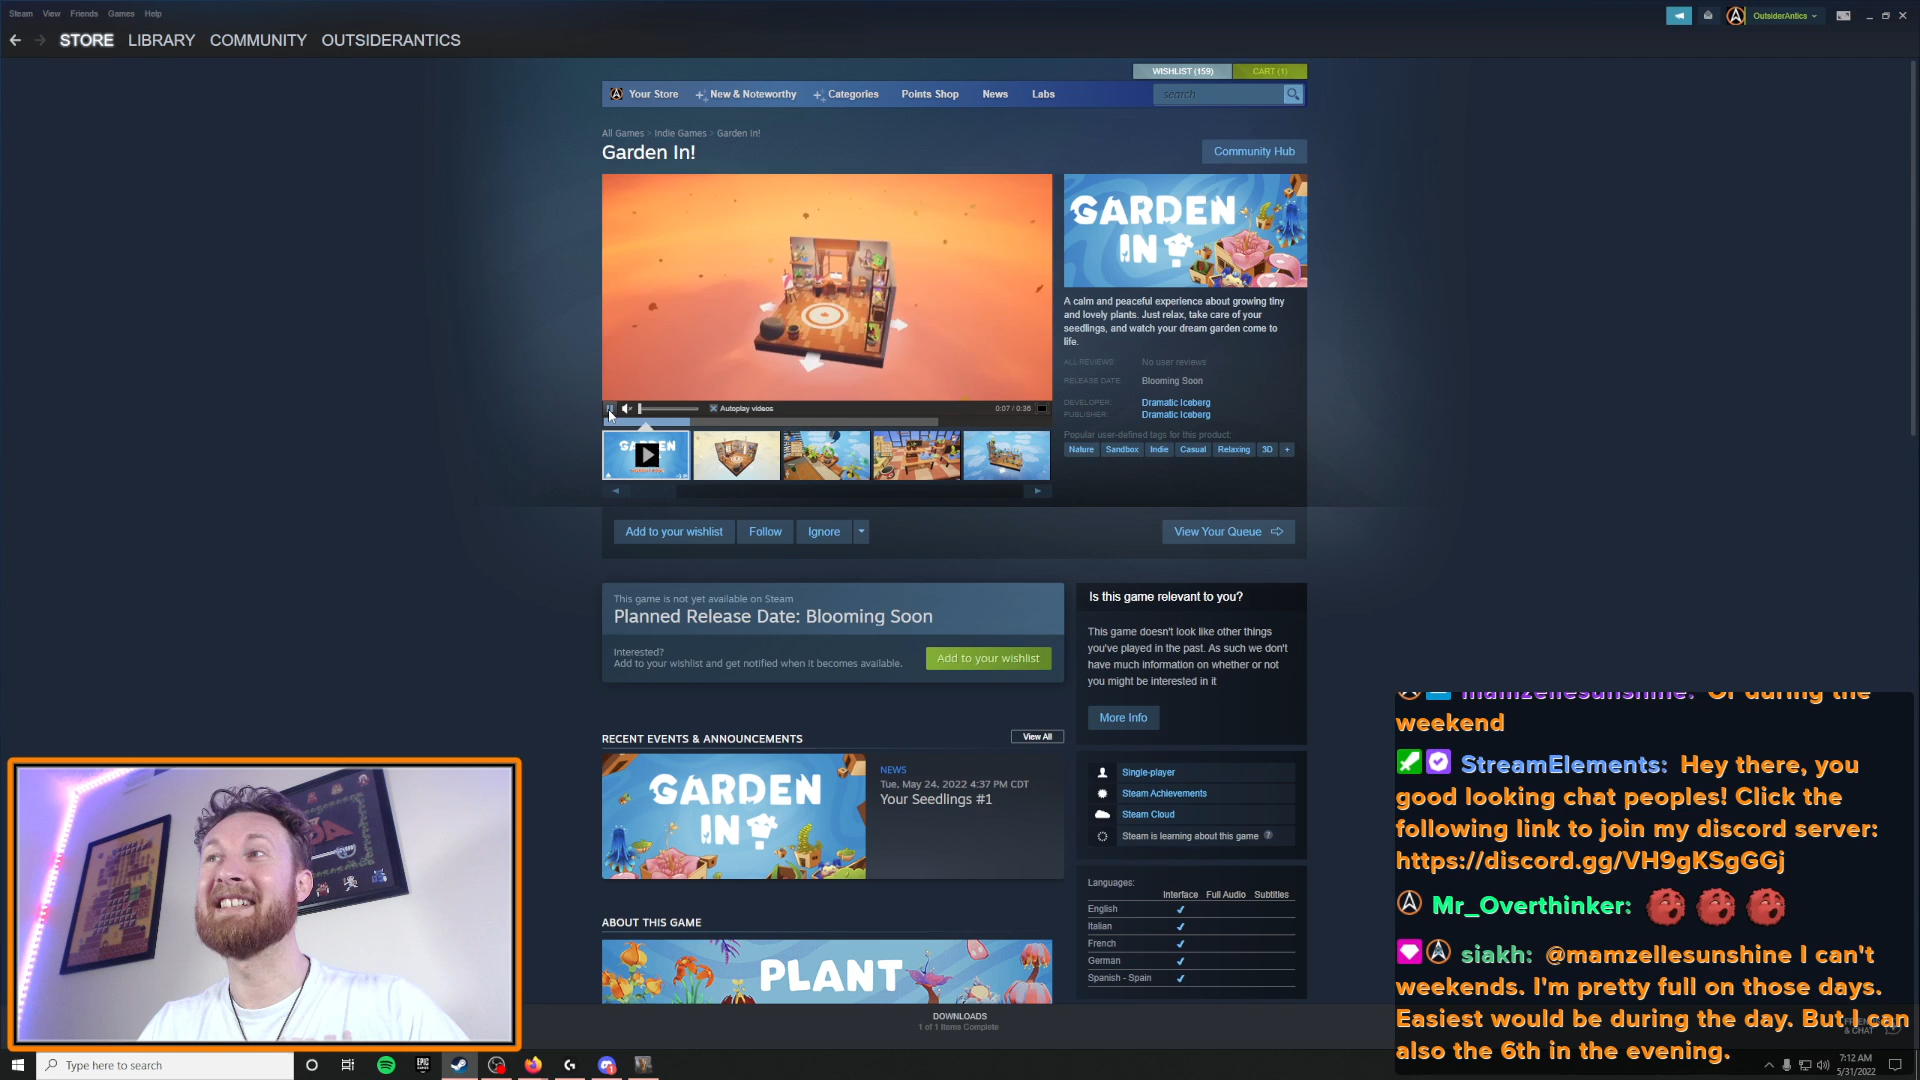 Steam View Friends Games Help
OutsiderAntics
STORE LIBRARY COMMUNITY OUTSIDERANTICS
WISHLIST (159) CART (1)
Your Store New & Noteworthy Categories Points Shop News Labs search
All Games > Indie Games > Garden In!
Garden In!
Community Hub
GARDEN IN!
A calm and peaceful experience about growing tiny
and lovely plants. Just relax, take care of your
seedlings, and watch your dream garden come to
life.
ALL REVIEWS: No user reviews
RELEASE DATE: Blooming Soon
DEVELOPER: Dramatic Iceberg
PUBLISHER: Dramatic Iceberg
Popular user-defined tags for this product:
Nature Sandbox Indie Casual Relaxing 3D +
Autoplay videos 0:07 / 0:36
Add to your wishlist Follow Ignore View Your Queue
This game is not yet available on Steam
Planned Release Date: Blooming Soon
Interested?
Add to your wishlist and get notified when it becomes available.
Add to your wishlist
Is this game relevant to you?
This game doesn't look like other things
you've played in the past. As such we don't
have much information on whether or not
you might be interested in it
More Info
RECENT EVENTS & ANNOUNCEMENTS View All
GARDEN
IN!
NEWS
Tue, May 24, 2022 4:37 PM CDT
Your Seedlings #1
Single-player
Steam Achievements
Steam Cloud
Steam is learning about this game ?
Languages:
Interface Full Audio Subtitles
English
Italian
French
German
Spanish - Spain
ABOUT THIS GAME
PLANT
DOWNLOADS
1 of 1 Items Complete
mamzellesunshine: Or during the
weekend
StreamElements: Hey there, you
good looking chat peoples! Click the
following link to join my discord server:
https://discord.gg/VH9gKSgGGj
Mr_Overthinker:
siakh: @mamzellesunshine I can't
weekends. I'm pretty full on those days.
Easiest would be during the day. But I can
also the 6th in the evening.
Type here to search
7:12 AM
5/31/2022